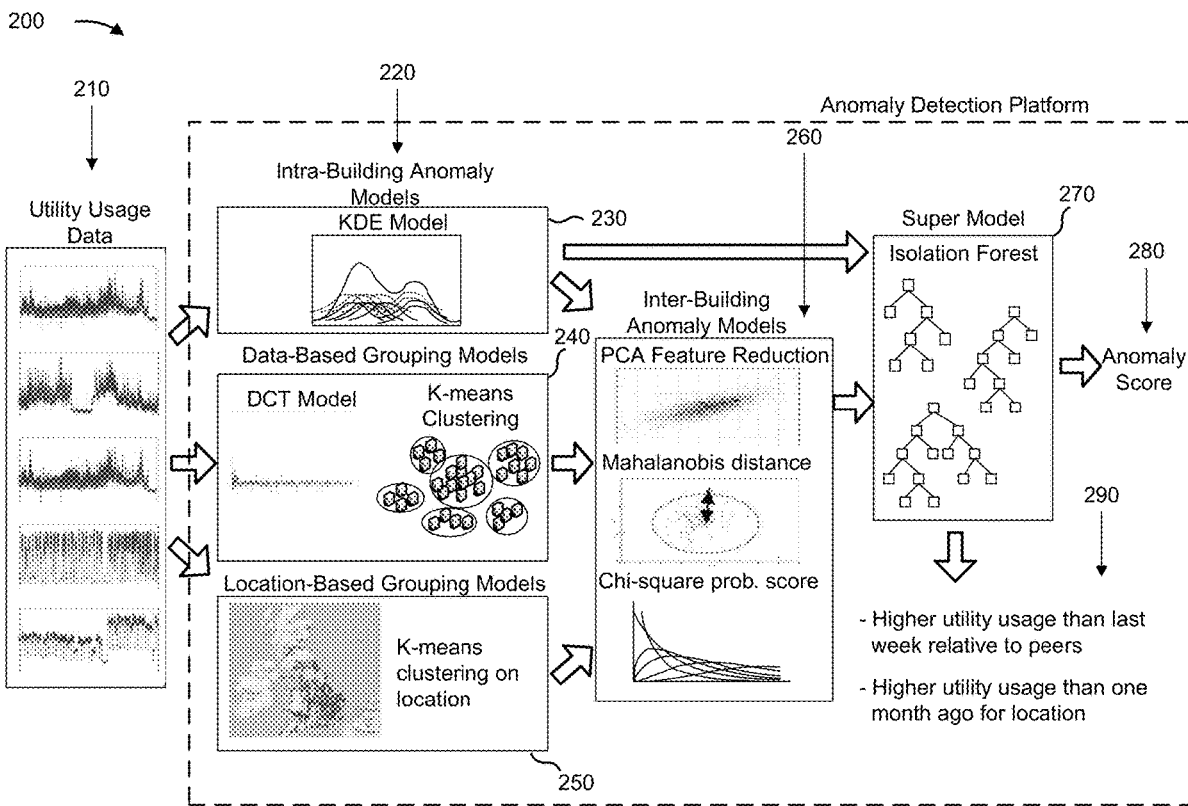 200
210
220
Anomaly Detection Platform
260
Intra-Building Anomaly
Models
230
KDE Model
Utility Usage
Data
Super Model
270
Isolation Forest
280
Inter-Building
Anomaly Models
Data-Based Grouping Models
240
PCA Feature Reduction
Anomaly
Score
DCT Model
K-means
Clustering
Mahalanobis distance
290
Chi-square prob. score
Location-Based Grouping Models
K-means
clustering on
location
- Higher utility usage than last
week relative to peers
- Higher utility usage than one
month ago for location
250